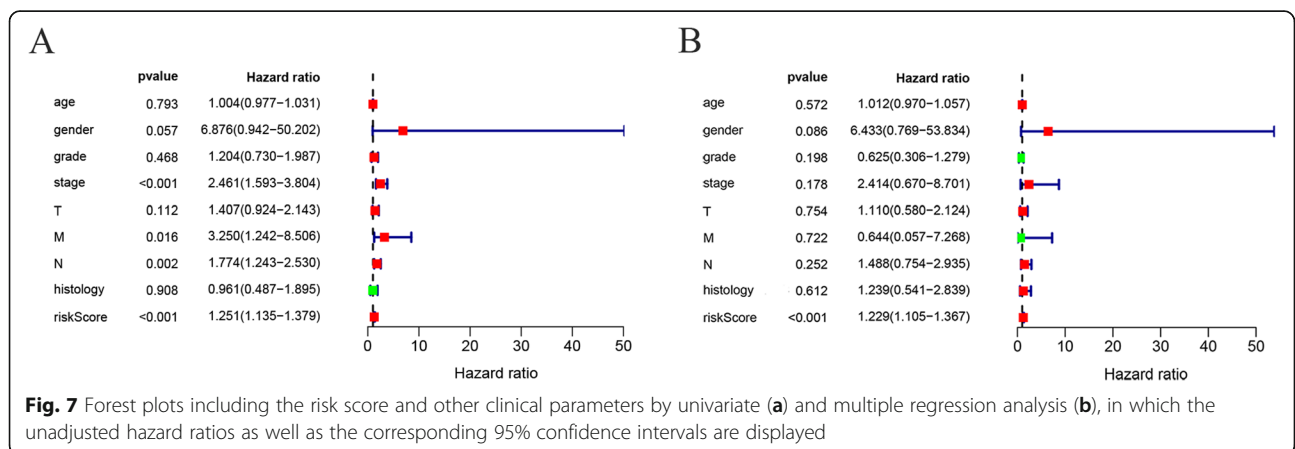 A
pvalue Hazard ratio
age 0.793 1.004(0.977−1.031)
gender 0.057 6.876(0.942−50.202)
grade 0.468 1.204(0.730−1.987)
stage <0.001 2.461(1.593−3.804)
T 0.112 1.407(0.924−2.143)
M 0.016 3.250(1.242−8.506)
N 0.002 1.774(1.243−2.530)
histology 0.908 0.961(0.487−1.895)
riskScore <0.001 1.251(1.135−1.379)
0 10 20 30 40 50
Hazard ratio
B
pvalue Hazard ratio
age 0.572 1.012(0.970−1.057)
gender 0.086 6.433(0.769−53.834)
grade 0.198 0.625(0.306−1.279)
stage 0.178 2.414(0.670−8.701)
T 0.754 1.110(0.580−2.124)
M 0.722 0.644(0.057−7.268)
N 0.252 1.488(0.754−2.935)
histology 0.612 1.239(0.541−2.839)
riskScore <0.001 1.229(1.105−1.367)
0 10 20 30 40 50
Hazard ratio
Fig. 7 Forest plots including the risk score and other clinical parameters by univariate (a) and multiple regression analysis (b), in which the
unadjusted hazard ratios as well as the corresponding 95% confidence intervals are displayed